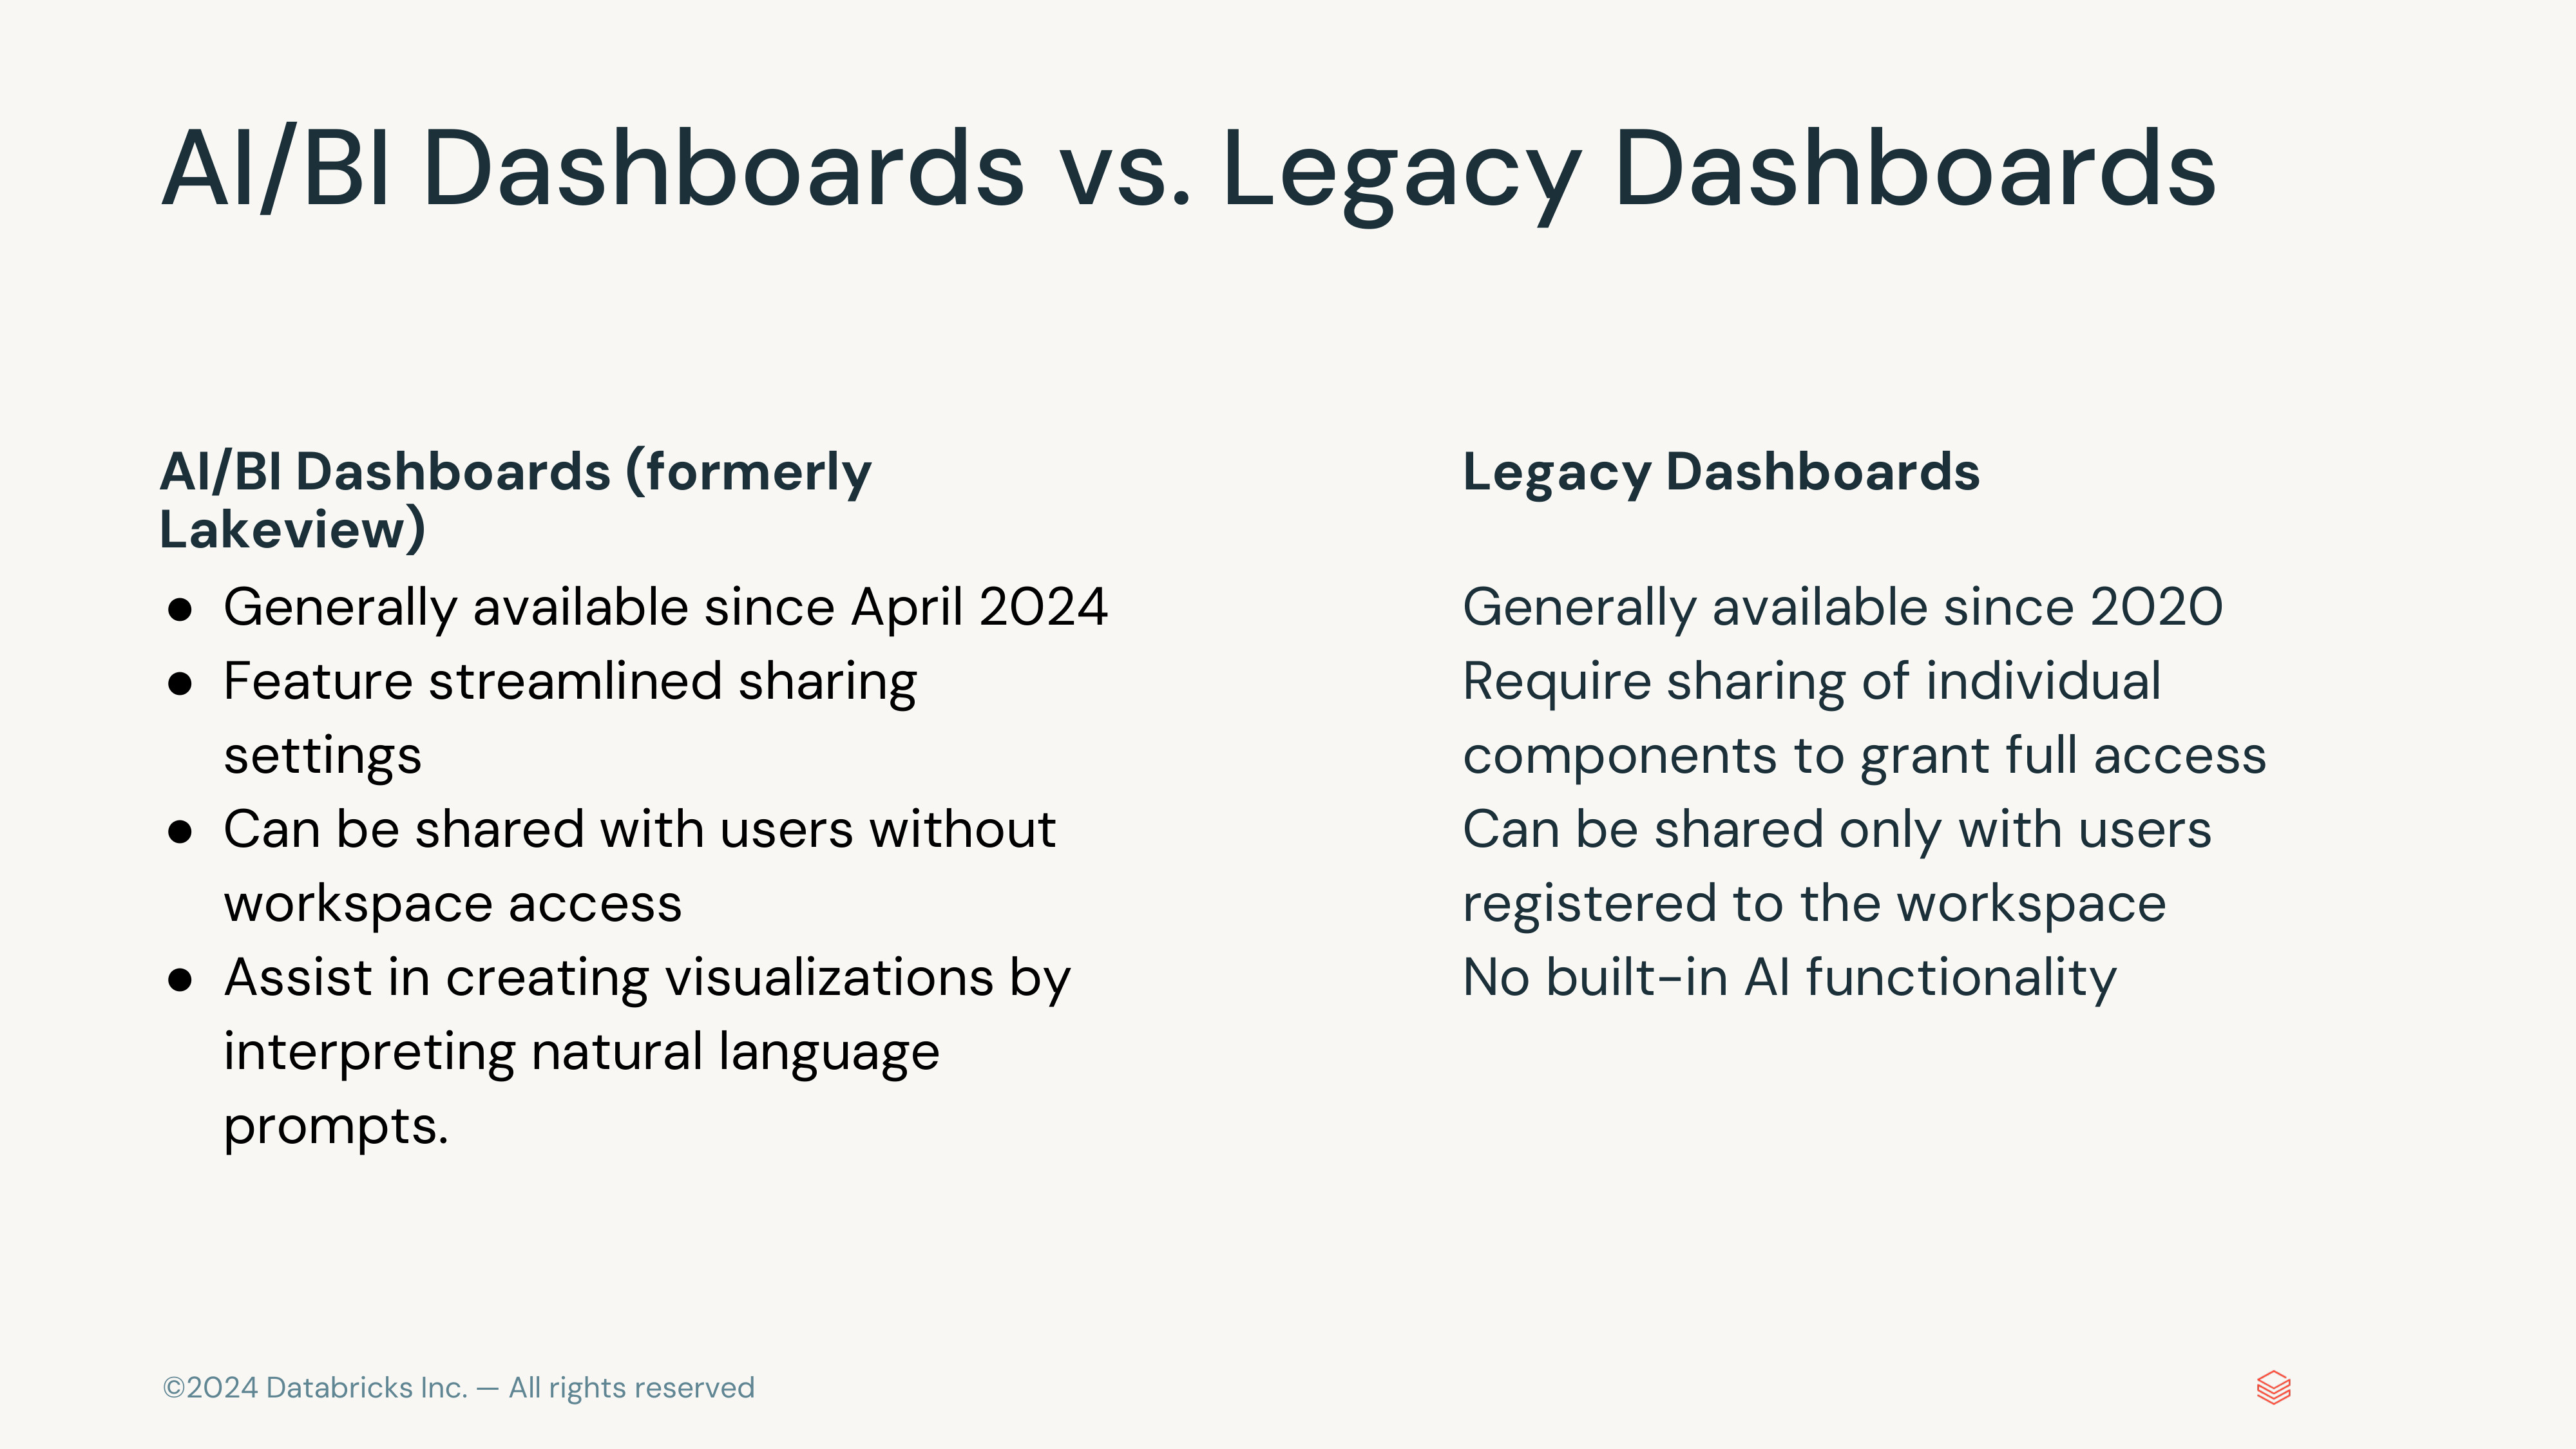 AI/BI Dashboards vs. Legacy Dashboards
AI/BI Dashboards (formerly
Lakeview)
● Generally available since April 2024
● Feature streamlined sharing
settings
● Can be shared with users without
workspace access
● Assist in creating visualizations by
interpreting natural language
prompts.
Legacy Dashboards
Generally available since 2020
Require sharing of individual
components to grant full access
Can be shared only with users
registered to the workspace
No built-in AI functionality
©2024 Databricks Inc. — All rights reserved